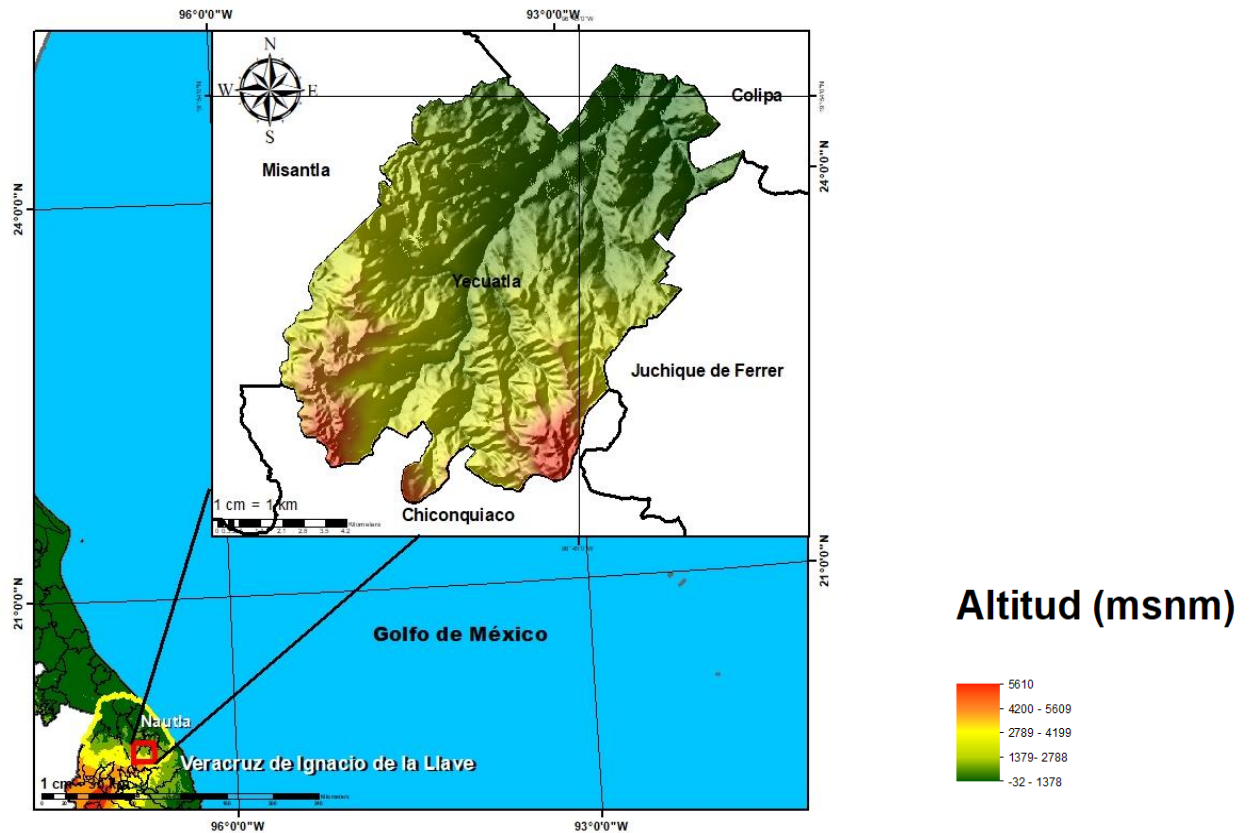 96°0'0"W
93°0'0"W
N
W
E
S
Colipa
Misantla
24°0'0"N
24°0'0"N
Yecuatla
Juchique de Ferrer
1 cm = 1 km
Kilometers
Chiconquiaco
21°0'0"N
21°0'0"N
Golfo de México
Altitud (msnm)
5610
4200 - 5609
2789 - 4199
1379- 2788
-32 - 1378
Nautla
Veracruz de Ignacio de la Llave
1 cm
Kilometers
96°0'0"W
93°0'0"W